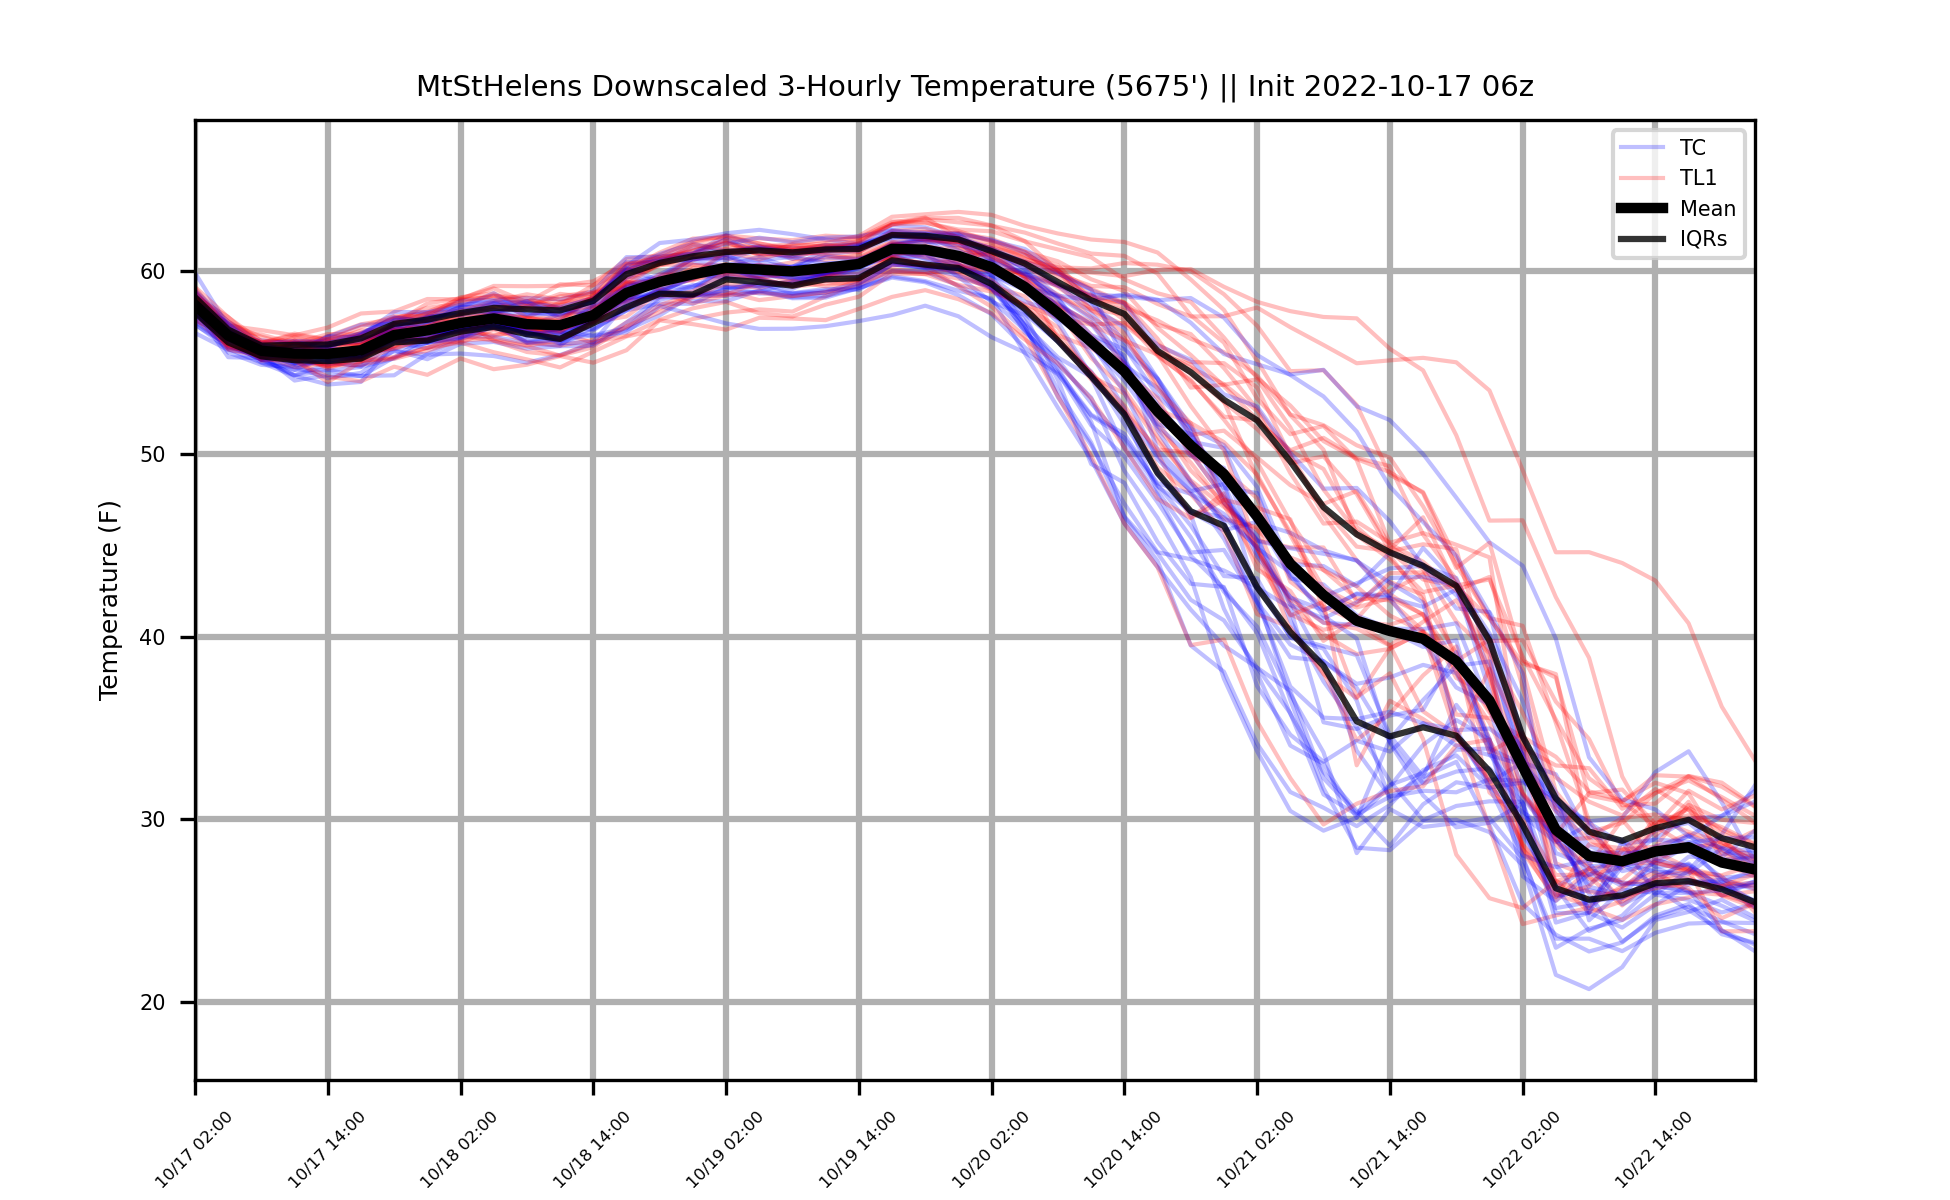 MtStHelens Downscaled 3-Hourly Temperature (5675') || Init 2022-10-17 06z
TC
TL1
Mean
IQRs
Temperature (F)
60
50
40
30
20
10/17 02:00
10/17 14:00
10/18 02:00
10/18 14:00
10/19 02:00
10/19 14:00
10/20 02:00
10/20 14:00
10/21 02:00
10/21 14:00
10/22 02:00
10/22 14:00